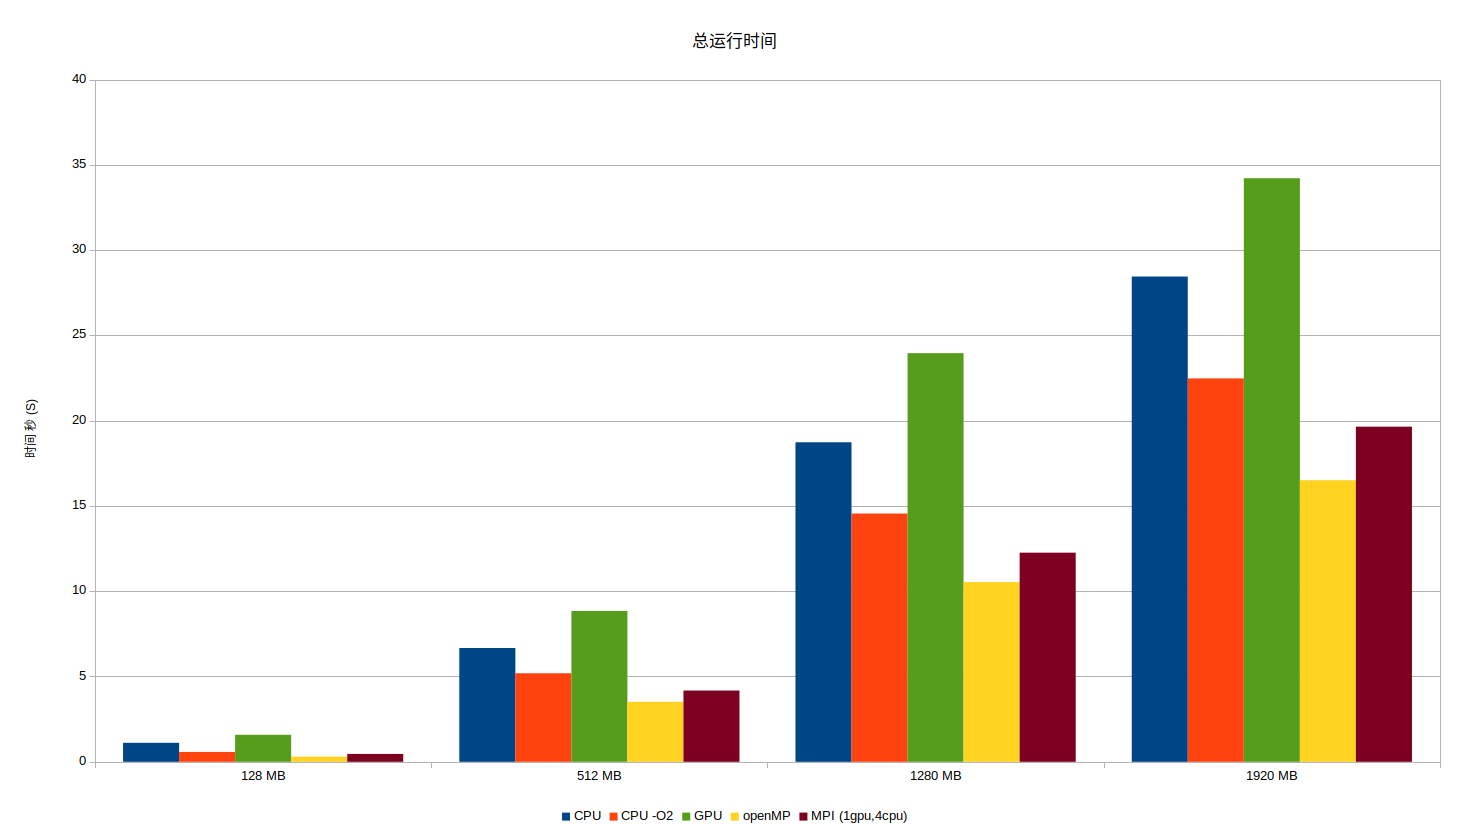 总运行时间
时间 秒 (S)
40
35
30
25
20
15
10
5
0
128 MB
512 MB
1280 MB
1920 MB
CPU
CPU -O2
GPU
openMP
MPI (1gpu,4cpu)